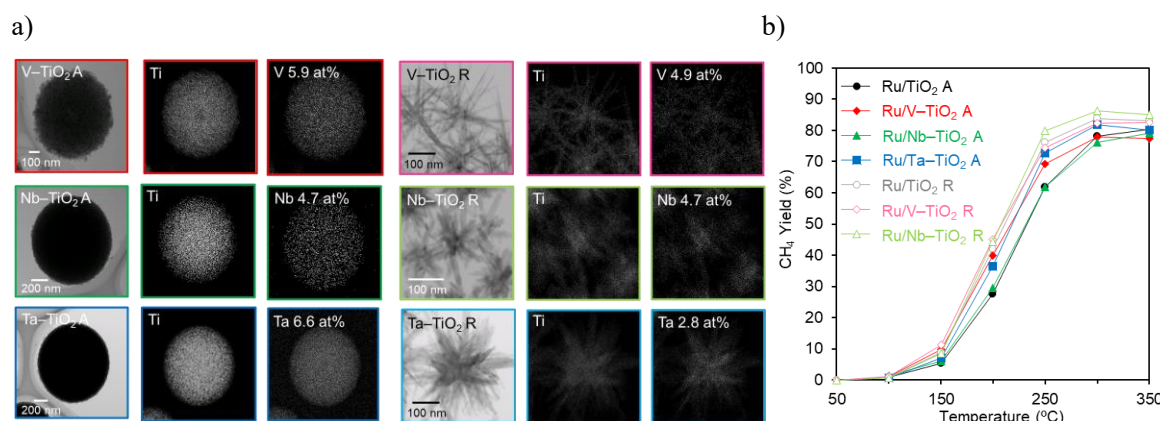 a)
b)
V–TiO₂ A
Ti
V 5.9 at%
V–TiO₂ R
Ti
V 4.9 at%
100 nm
100 nm
Nb–TiO₂ A
Ti
Nb 4.7 at%
Nb–TiO₂ R
Ti
Nb 4.7 at%
200 nm
100 nm
Ta–TiO₂ A
Ti
Ta 6.6 at%
Ta–TiO₂ R
Ti
Ta 2.8 at%
200 nm
100 nm
CH₄ Yield (%)
100
90
80
70
60
50
40
30
20
10
0
Ru/TiO₂ A
Ru/V–TiO₂ A
Ru/Nb–TiO₂ A
Ru/Ta–TiO₂ A
Ru/TiO₂ R
Ru/V–TiO₂ R
Ru/Nb–TiO₂ R
50 150 250 350
Temperature (ºC)